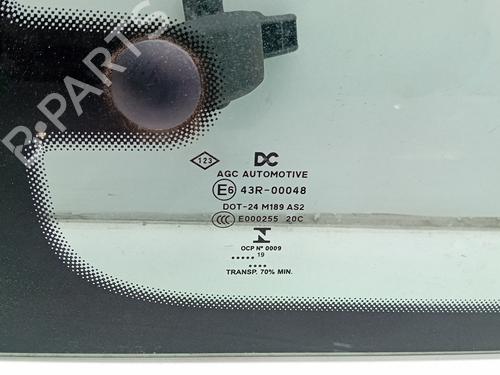 B-PARTS
123 DC
AGC AUTOMOTIVE
E6 43R-00048
DOT-24 M189 AS2
CCC E000255 20C
N
OCP Nº 0009
..... 19
....
TRANSP. 70% MIN.